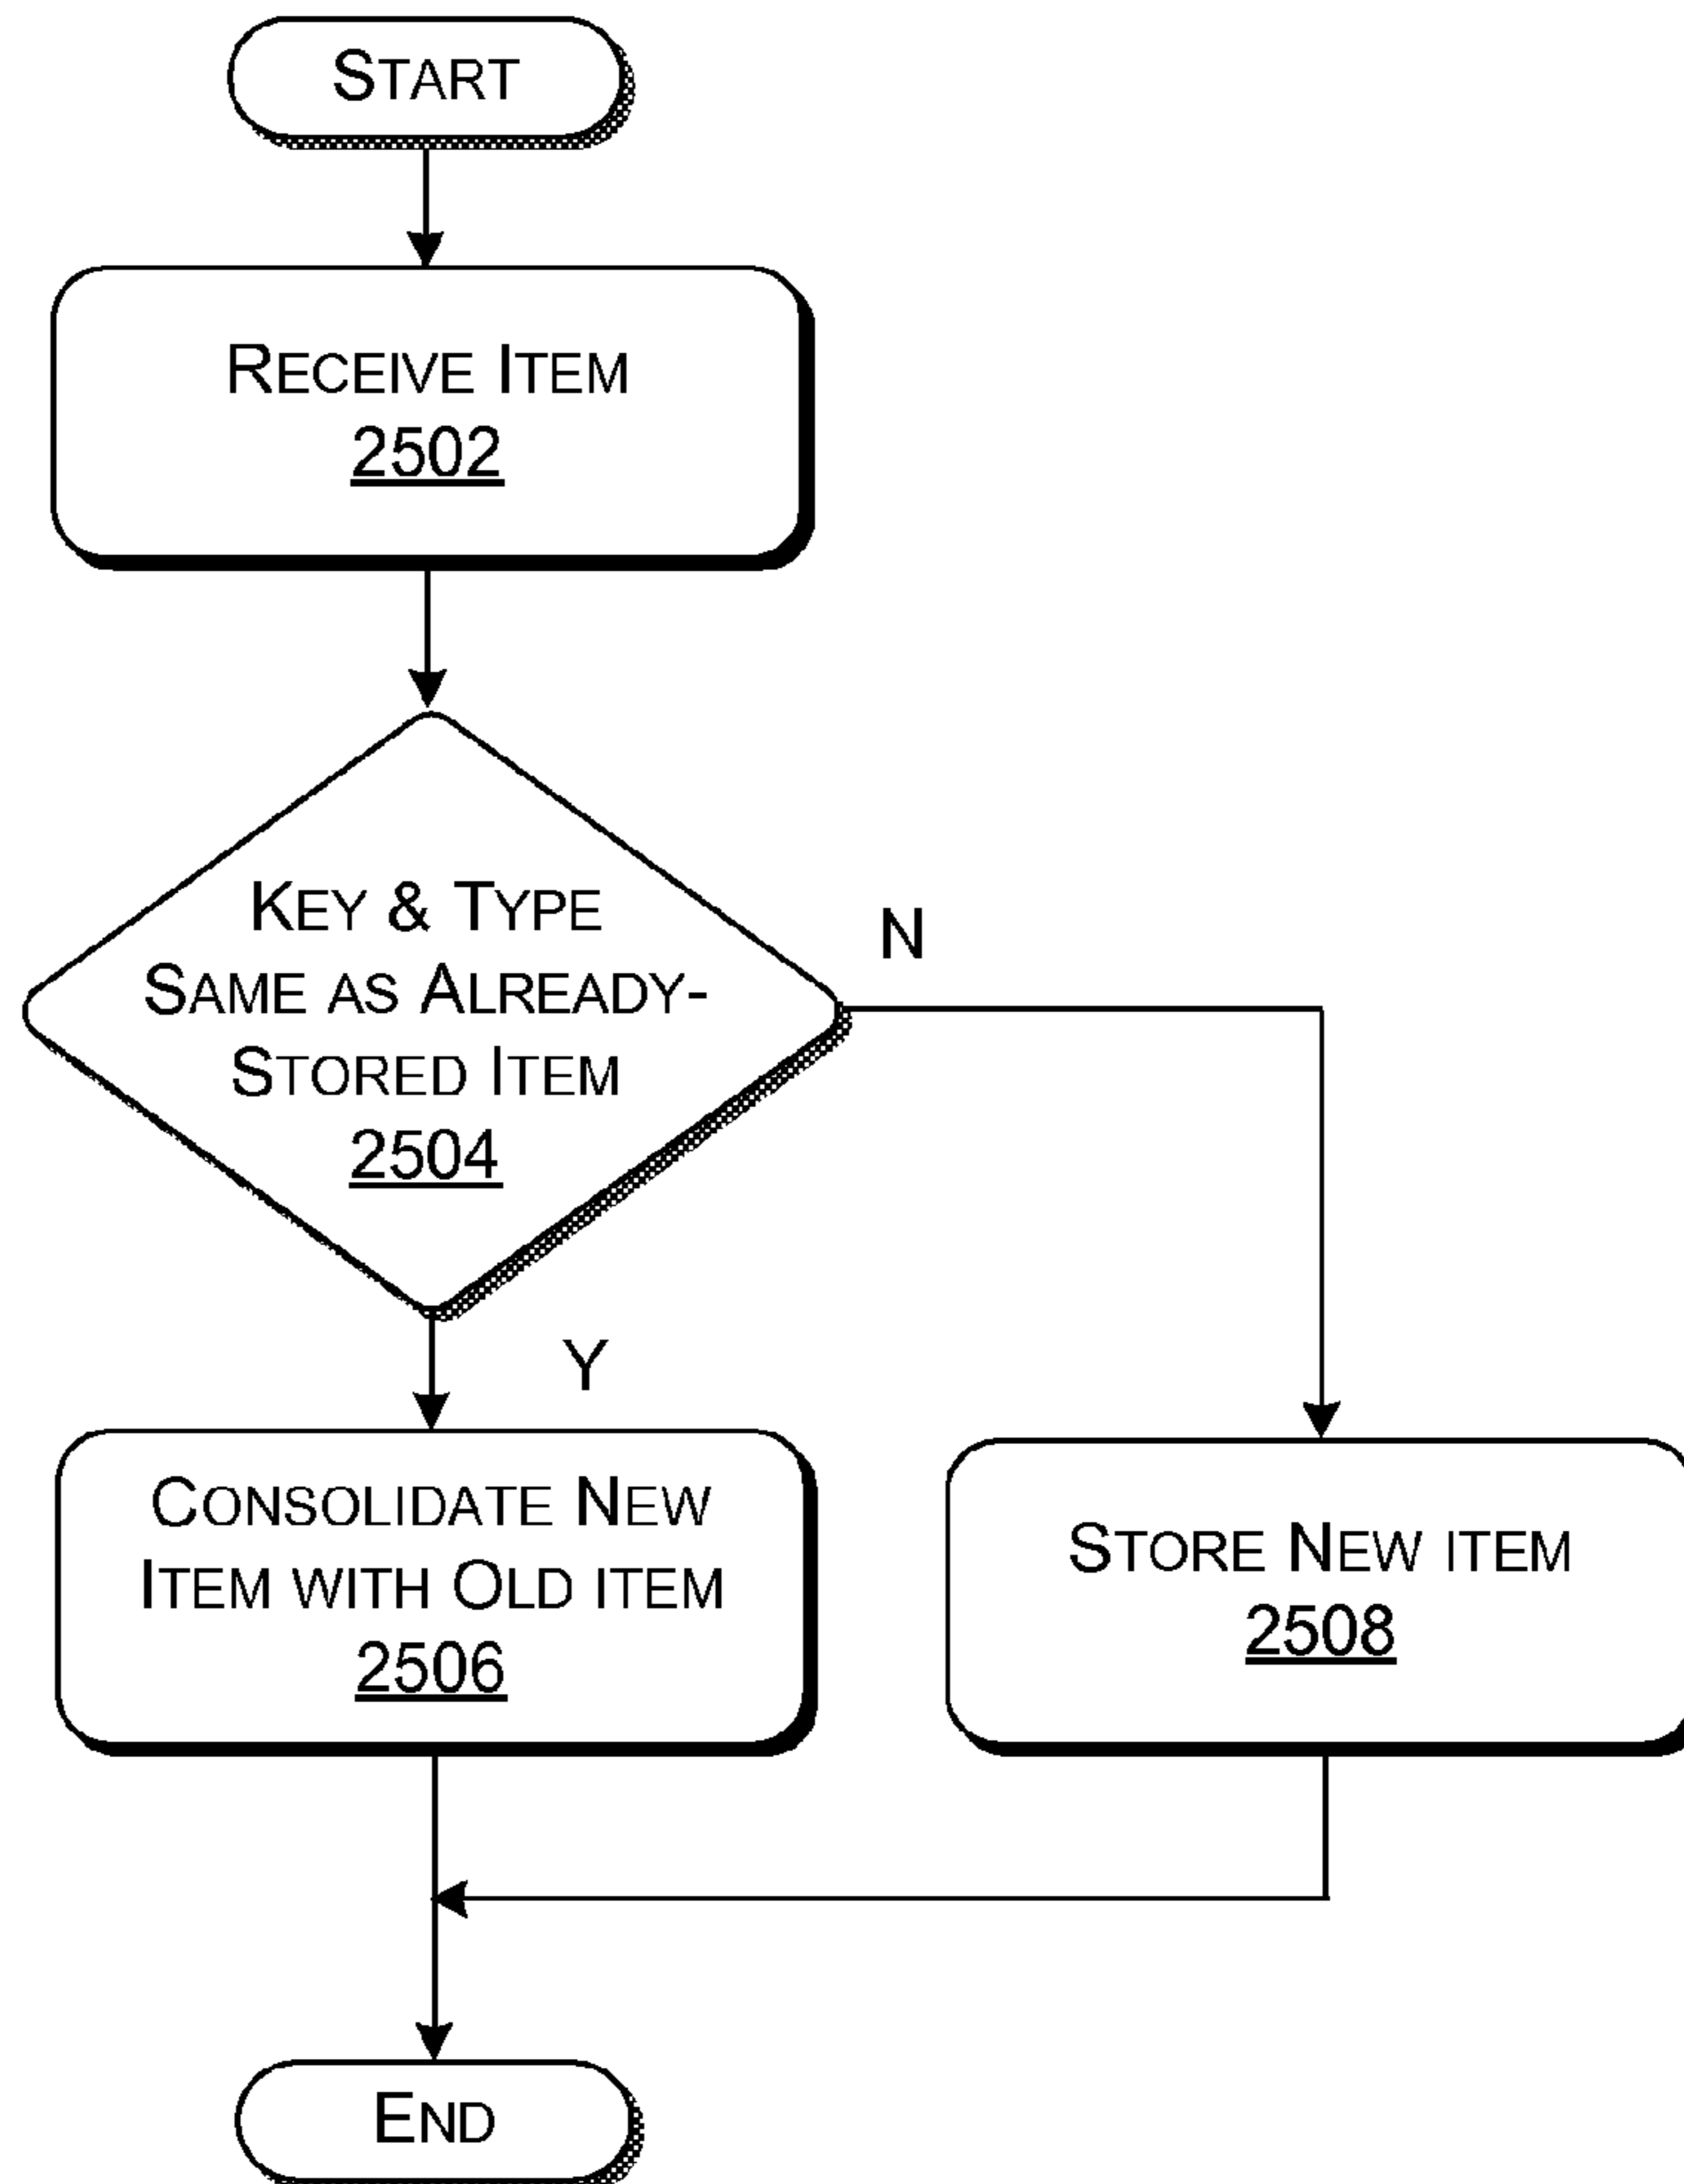 START
RECEIVE ITEM
2502
KEY & TYPE
SAME AS ALREADY-
STORED ITEM
2504
N
Y
CONSOLIDATE NEW
ITEM WITH OLD ITEM
2506
STORE NEW ITEM
2508
END